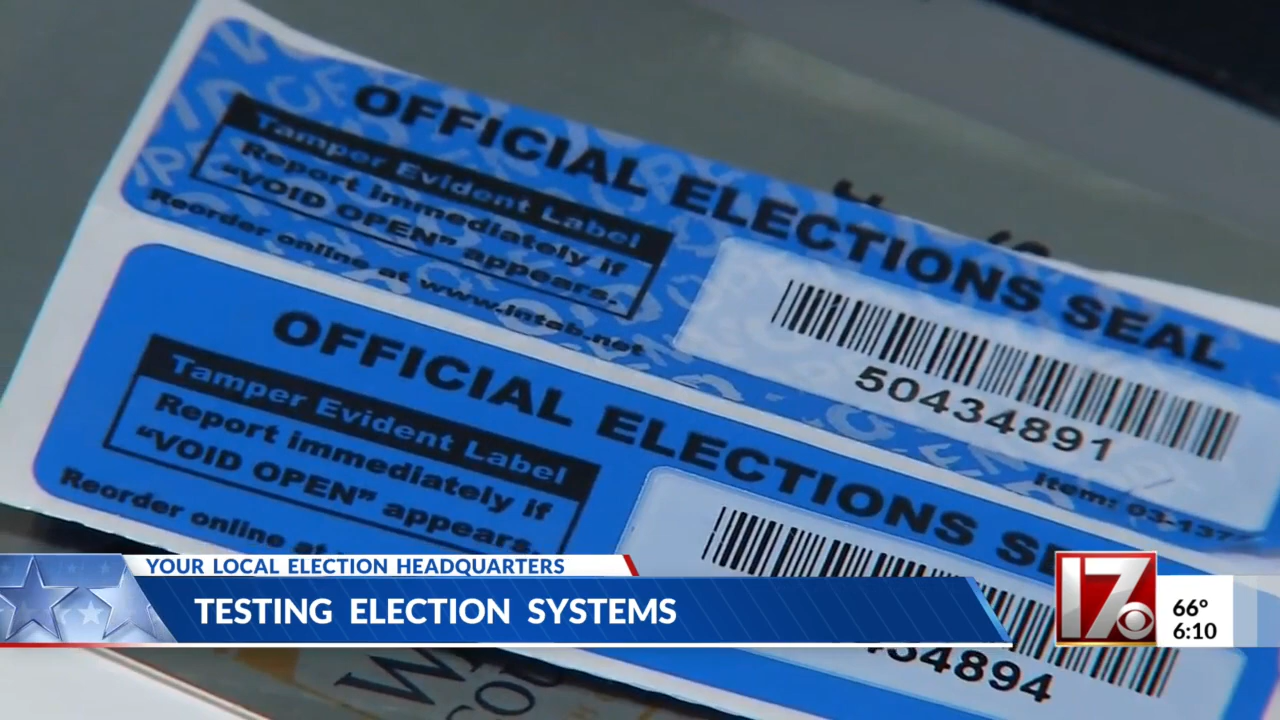 OFFICIAL ELECTIONS SEAL
Tamper Evident Label
Report immediately if
"VOID OPEN" appears.
Reorder online at www.intab.net
50434891
Item: 03-137
OFFICIAL ELECTIONS SE
Tamper Evident Label
Report immediately if
"VOID OPEN" appears.
Reorder online at
34894
YOUR LOCAL ELECTION HEADQUARTERS
TESTING ELECTION SYSTEMS
17
66°
6:10